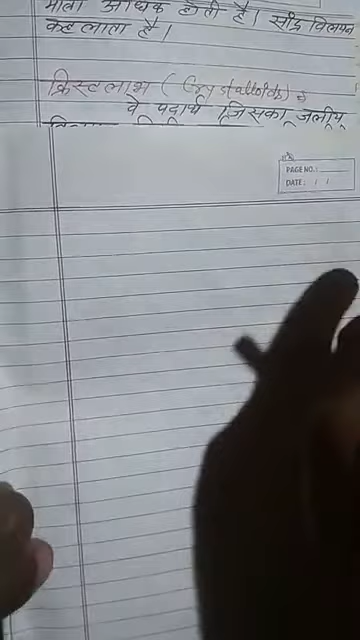 मात्रा अधिक होती है। सांद्र विलयन
कहलाता है।
क्रिस्टलाभ (Crystalloids) :-
वे पदार्थ जिसका जलीय
PAGE NO.:
DATE: / /